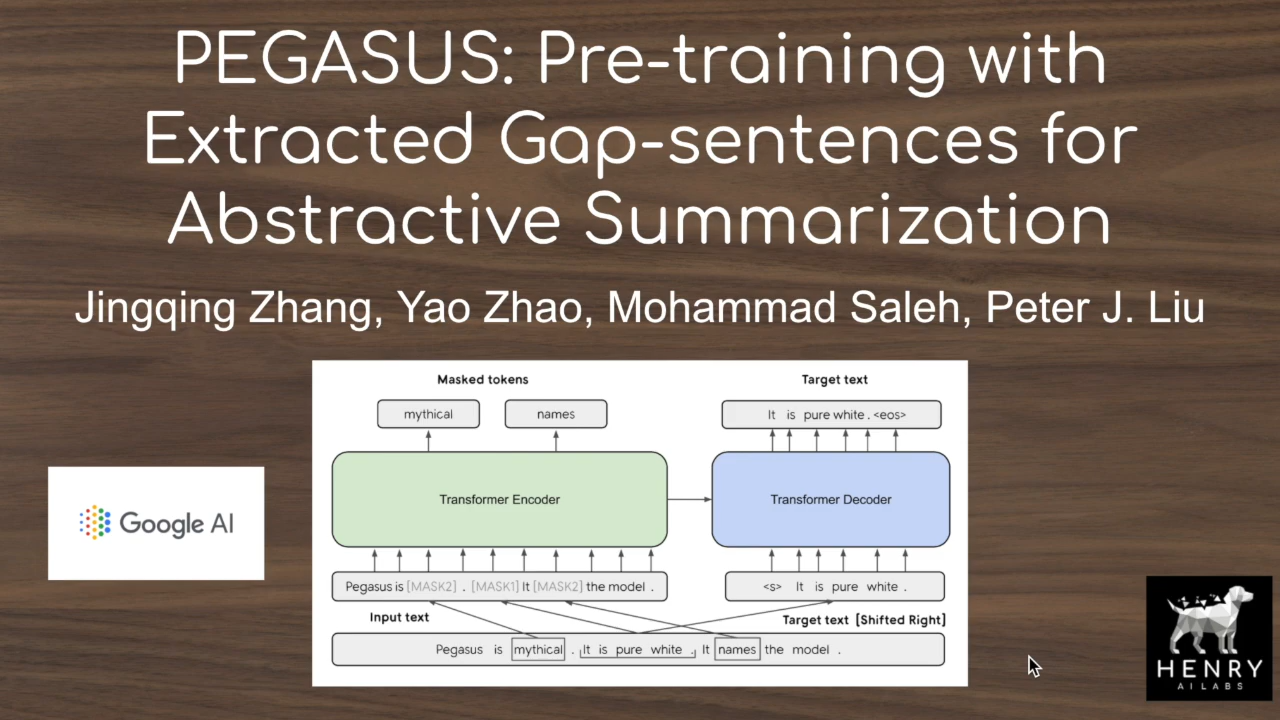 PEGASUS: Pre-training with
Extracted Gap-sentences for
Abstractive Summarization
Jingqing Zhang, Yao Zhao, Mohammad Saleh, Peter J. Liu
Masked tokens
Target text
mythical
names
It is pure white . <eos>
Transformer Encoder
Transformer Decoder
Google AI
Pegasus is [MASK2] . [MASK1] It [MASK2] the model .
<s> It is pure white .
Input text
Target text [Shifted Right]
Pegasus is mythical . It is pure white . It names the model .
HENRY
AI LABS